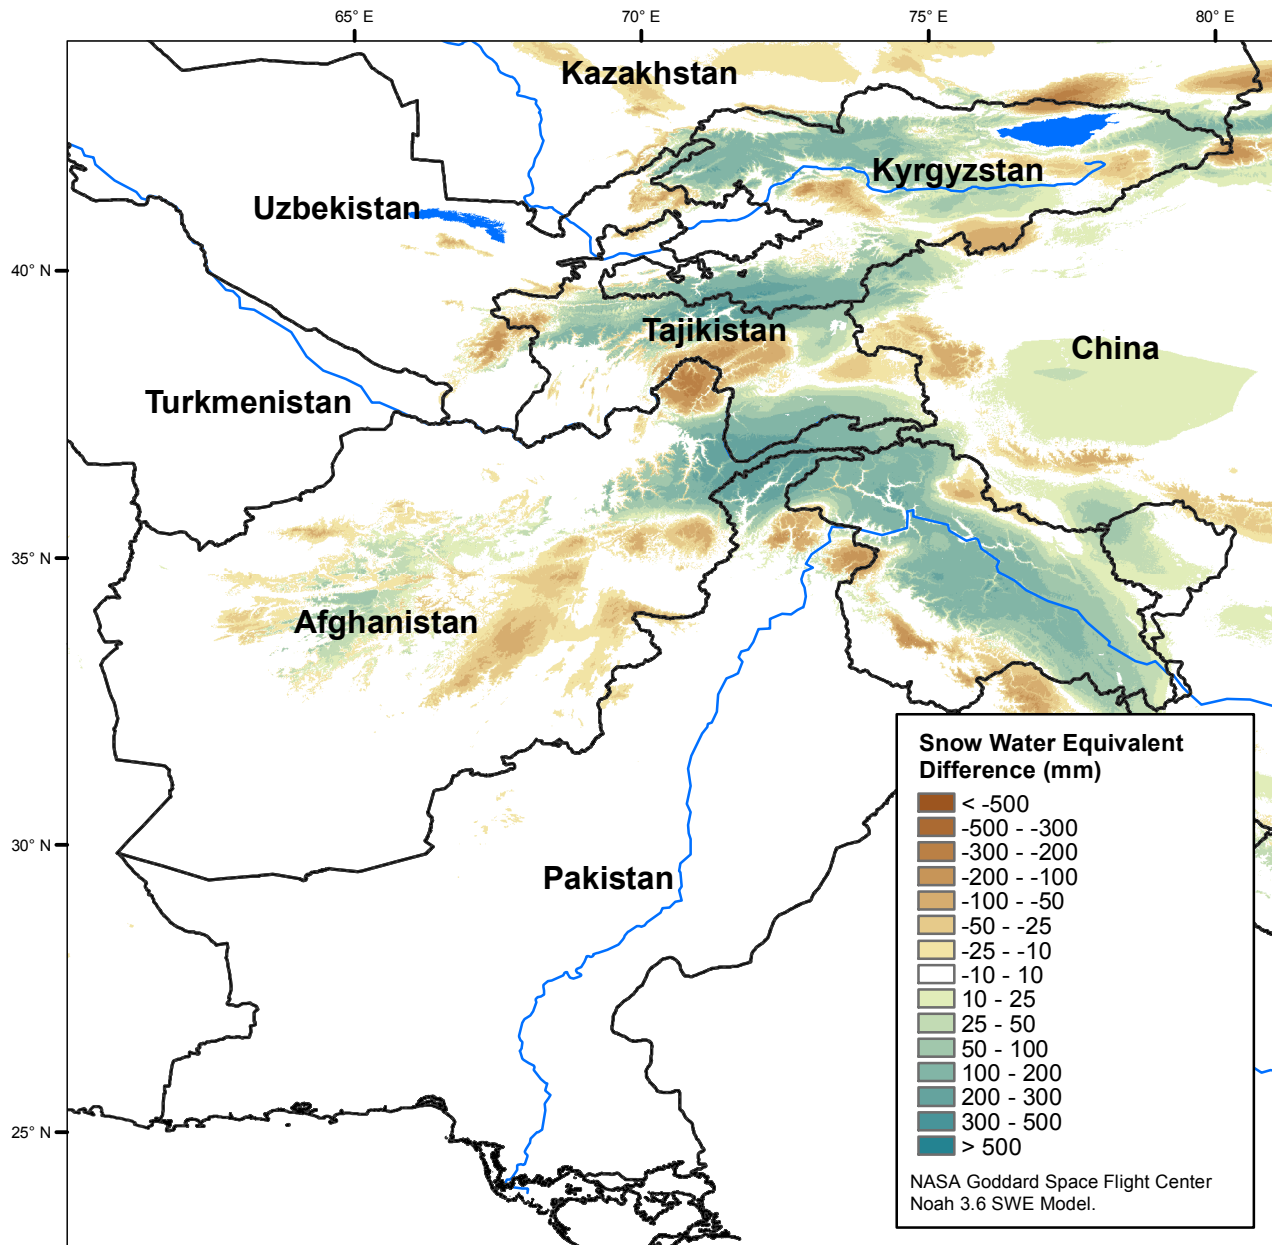 65° E
70° E
75° E
80° E
Kazakhstan
Kyrgyzstan
Uzbekistan
40° N
Tajikistan
China
Turkmenistan
35° N
Afghanistan
30° N
Pakistan
25° N
Snow Water Equivalent
Difference (mm)
< -500
-500 - -300
-300 - -200
-200 - -100
-100 - -50
-50 - -25
-25 - -10
-10 - 10
10 - 25
25 - 50
50 - 100
100 - 200
200 - 300
300 - 500
> 500
NASA Goddard Space Flight Center
Noah 3.6 SWE Model.